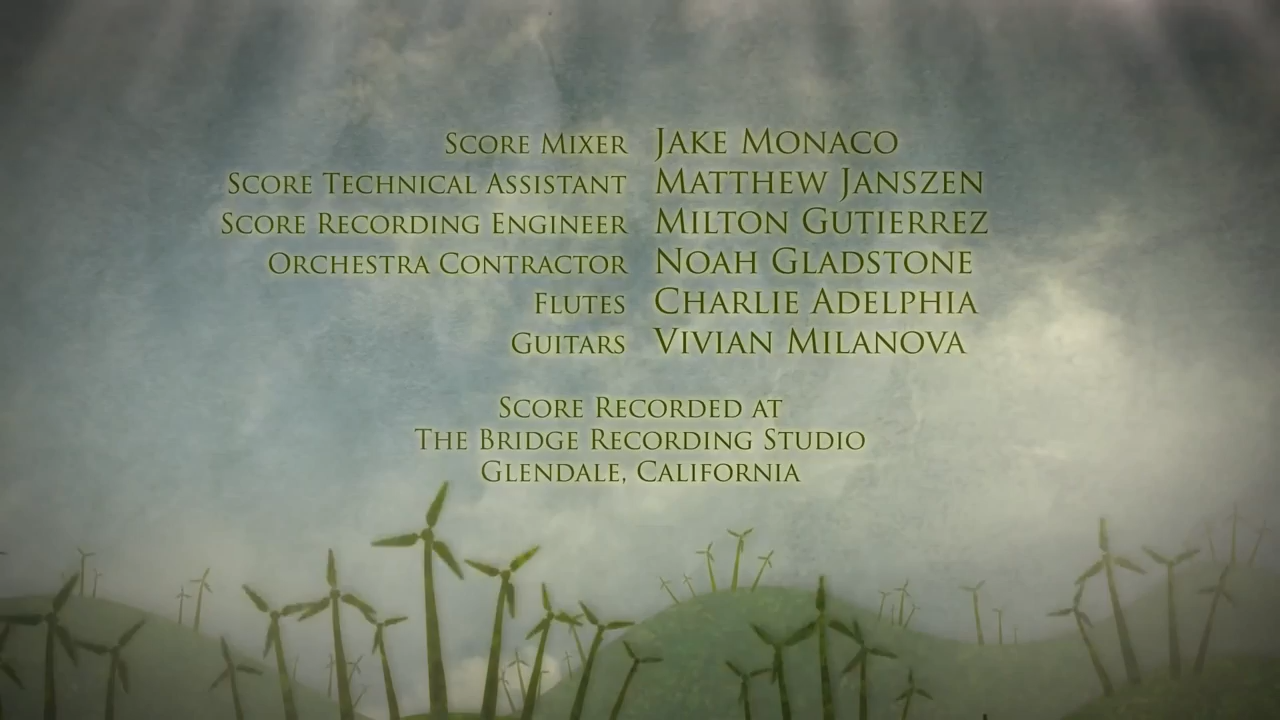 Score Mixer Jake Monaco
Score Technical Assistant Matthew Janszen
Score Recording Engineer Milton Gutierrez
Orchestra Contractor Noah Gladstone
Flutes Charlie Adelphia
Guitars Vivian Milanova
Score Recorded at
The Bridge Recording Studio
Glendale, California